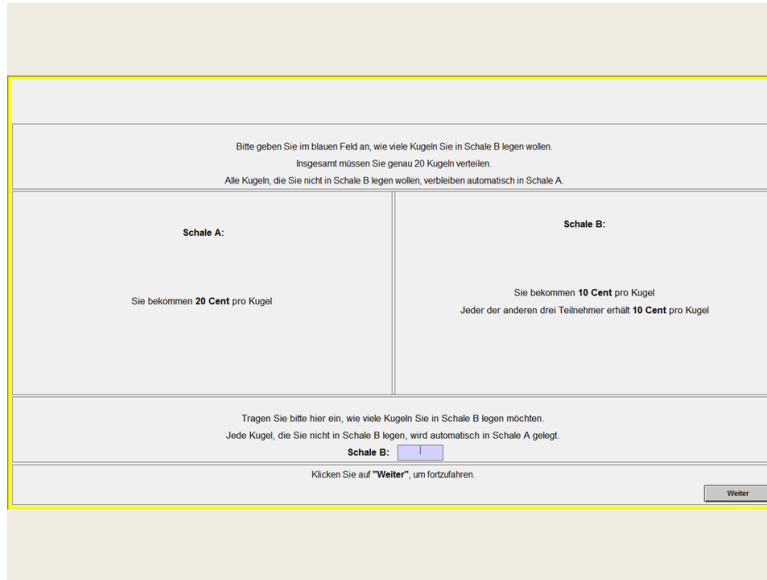 Bitte geben Sie im blauen Feld an, wie viele Kugeln Sie in Schale B legen wollen.
Insgesamt müssen Sie genau 20 Kugeln verteilen.
Alle Kugeln, die Sie nicht in Schale B legen wollen, verbleiben automatisch in Schale A.
Schale A:
Sie bekommen 20 Cent pro Kugel
Schale B:
Sie bekommen 10 Cent pro Kugel
Jeder der anderen drei Teilnehmer erhält 10 Cent pro Kugel
Tragen Sie bitte hier ein, wie viele Kugeln Sie in Schale B legen möchten.
Jede Kugel, die Sie nicht in Schale B legen, wird automatisch in Schale A gelegt.
Schale B:
Klicken Sie auf "Weiter", um fortzufahren.
Weiter